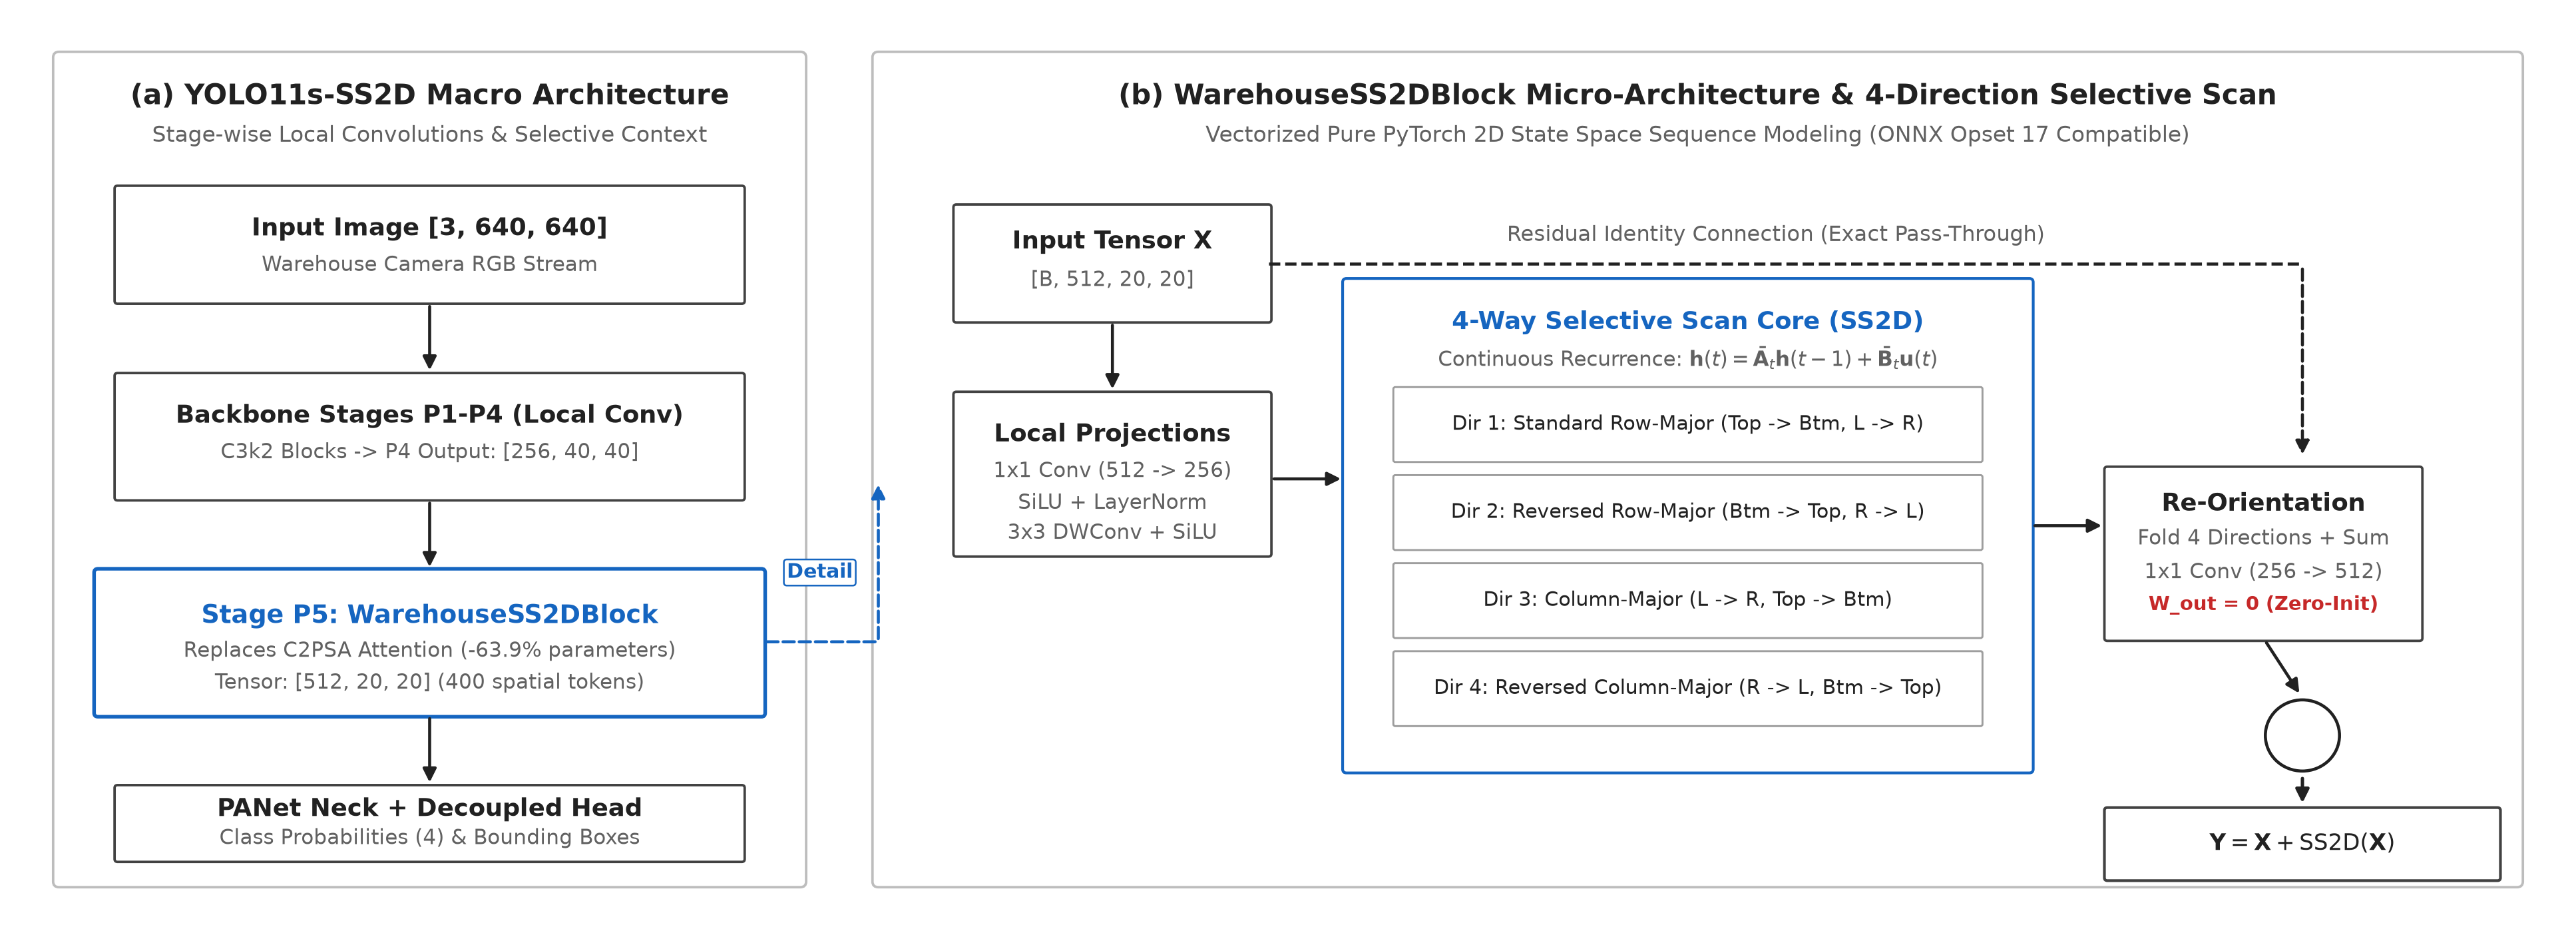 (a) YOLO11s-SS2D Macro Architecture
Stage-wise Local Convolutions & Selective Context
Input Image [3, 640, 640]
Warehouse Camera RGB Stream
Backbone Stages P1-P4 (Local Conv)
C3k2 Blocks -> P4 Output: [256, 40, 40]
Stage P5: WarehouseSS2DBlock
Replaces C2PSA Attention (-63.9% parameters)
Tensor: [512, 20, 20] (400 spatial tokens)
PANet Neck + Decoupled Head
Class Probabilities (4) & Bounding Boxes
Detail
(b) WarehouseSS2DBlock Micro-Architecture & 4-Direction Selective Scan
Vectorized Pure PyTorch 2D State Space Sequence Modeling (ONNX Opset 17 Compatible)
Input Tensor X
[B, 512, 20, 20]
Residual Identity Connection (Exact Pass-Through)
Local Projections
1x1 Conv (512 -> 256)
SiLU + LayerNorm
3x3 DWConv + SiLU
4-Way Selective Scan Core (SS2D)
Continuous Recurrence: h(t) = Ā_t h(t − 1) + B̄_t u(t)
Dir 1: Standard Row-Major (Top -> Btm, L -> R)
Dir 2: Reversed Row-Major (Btm -> Top, R -> L)
Dir 3: Column-Major (L -> R, Top -> Btm)
Dir 4: Reversed Column-Major (R -> L, Btm -> Top)
Re-Orientation
Fold 4 Directions + Sum
1x1 Conv (256 -> 512)
W_out = 0 (Zero-Init)
Y = X + SS2D(X)